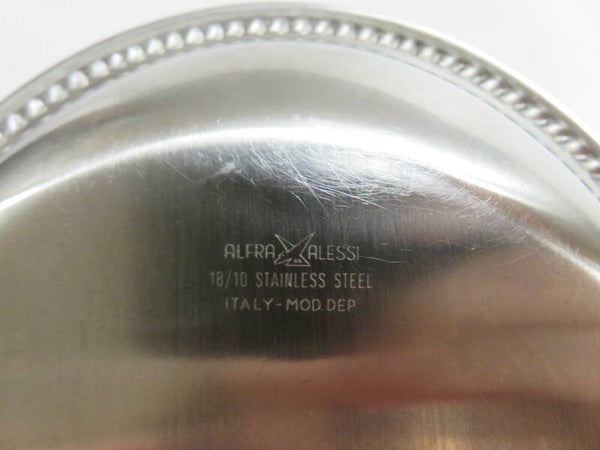 ALFRA ALESSI
18/10 STAINLESS STEEL
ITALY-MOD.DEP